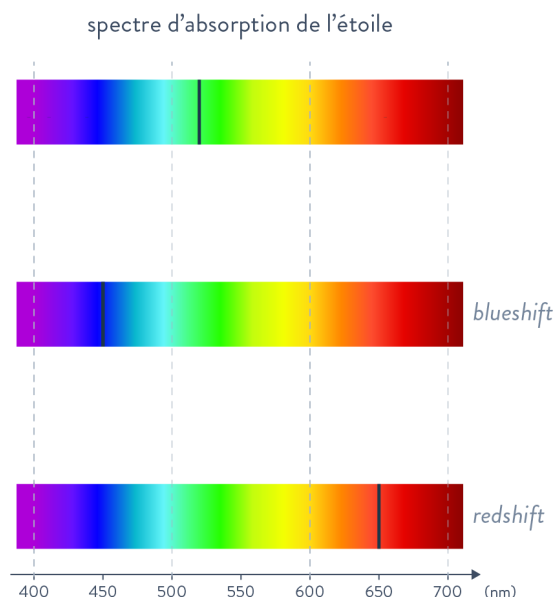 spectre d’absorption de l’étoile
blueshift
redshift
400 450 500 550 600 650 700 (nm)